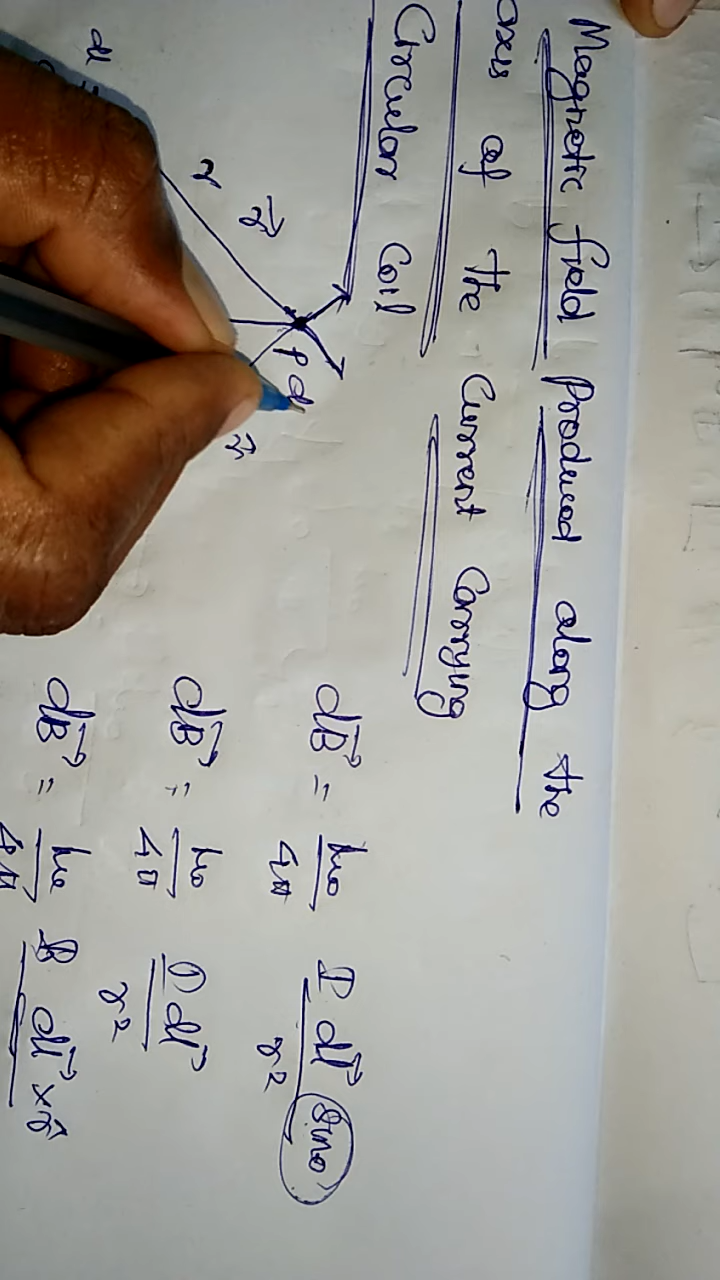 Magnetic field Produced along the
axis of the Current Carrying
Circular Coil
dB⃗ = μ₀/4π I dl⃗ sinθ/r²
dB⃗ = μ₀/4π I dl⃗/r²
dB⃗ = μ₀/4π dl⃗ × r̂
r r⃗
P d
r̂
dl